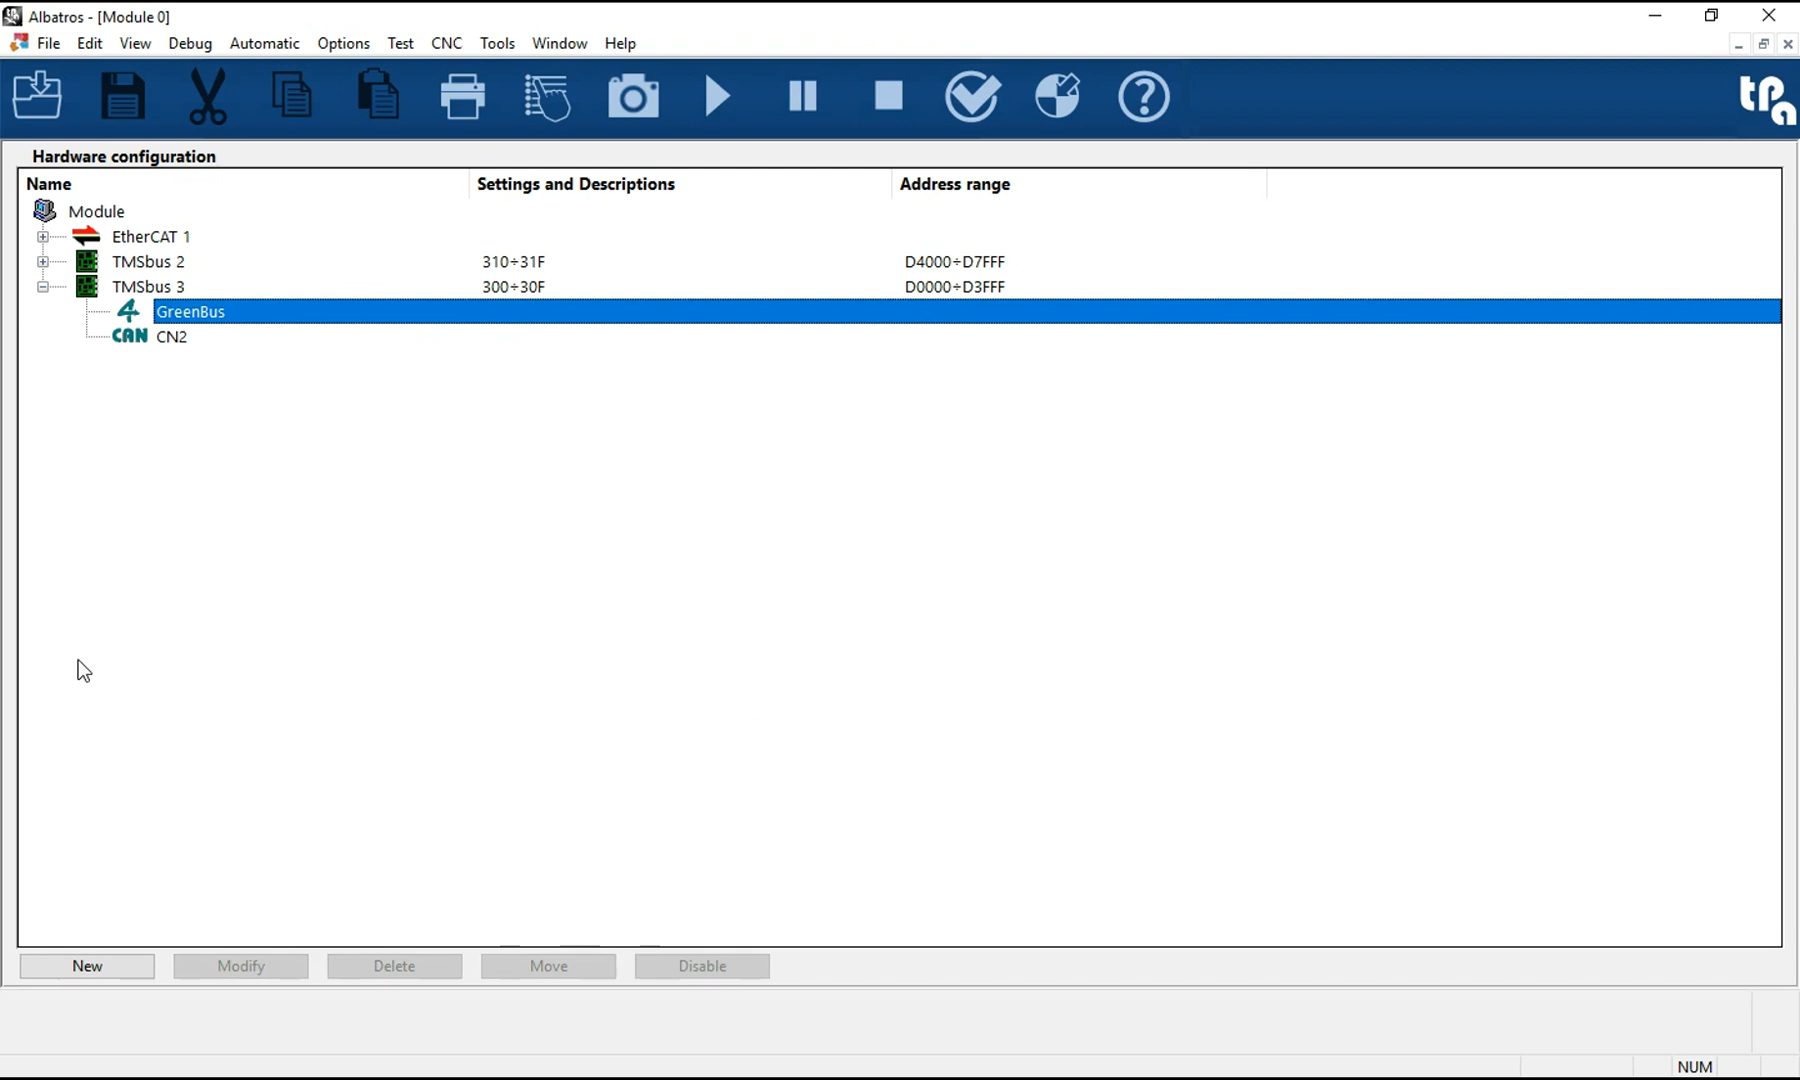 Albatros - [Module 0]
File Edit View Debug Automatic Options Test CNC Tools Window Help
tpa
Hardware configuration
Name Settings and Descriptions Address range
Module
EtherCAT 1
TMSbus 2 310÷31F D4000÷D7FFF
TMSbus 3 300÷30F D0000÷D3FFF
4 GreenBus
CAN CN2
New Modify Delete Move Disable
NUM